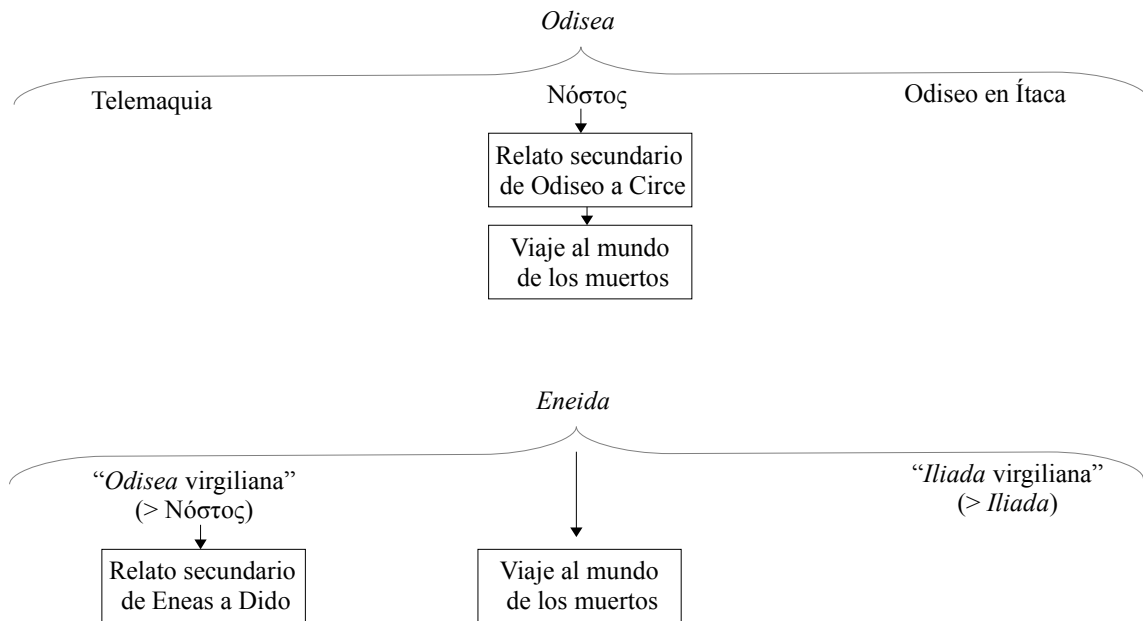 Odisea
Telemaquia
Νόστος
Odiseo en Ítaca
Relato secundario
de Odiseo a Circe
Viaje al mundo
de los muertos
Eneida
“Odisea virgiliana”
(> Νόστος)
“Iliada virgiliana”
(> Iliada)
Relato secundario
de Eneas a Dido
Viaje al mundo
de los muertos